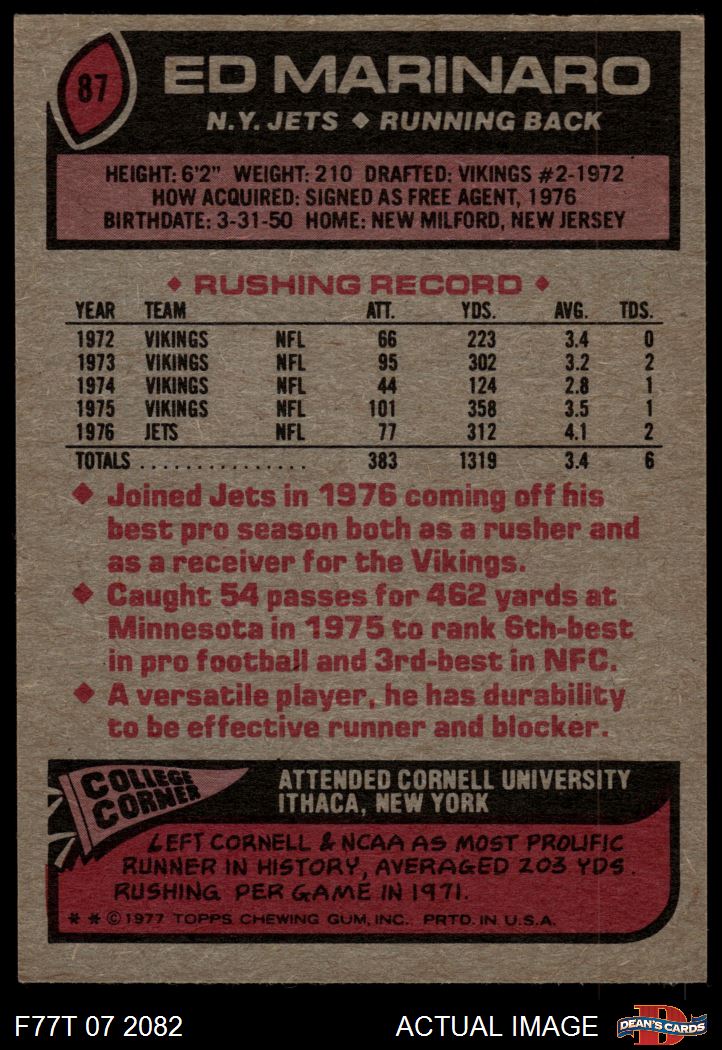 87
ED MARINARO
N.Y. JETS ◆ RUNNING BACK
HEIGHT: 6'2" WEIGHT: 210 DRAFTED: VIKINGS #2-1972
HOW ACQUIRED: SIGNED AS FREE AGENT, 1976
BIRTHDATE: 3-31-50 HOME: NEW MILFORD, NEW JERSEY
◆ RUSHING RECORD ◆
YEAR TEAM ATT. YDS. AVG. TDS.
1972 VIKINGS NFL 66 223 3.4 0
1973 VIKINGS NFL 95 302 3.2 2
1974 VIKINGS NFL 44 124 2.8 1
1975 VIKINGS NFL 101 358 3.5 1
1976 JETS NFL 77 312 4.1 2
TOTALS ................ 383 1319 3.4 6
◆ Joined Jets in 1976 coming off his
best pro season both as a rusher and
as a receiver for the Vikings.
◆ Caught 54 passes for 462 yards at
Minnesota in 1975 to rank 6th-best
in pro football and 3rd-best in NFC.
◆ A versatile player, he has durability
to be effective runner and blocker.
COLLEGE
CORNER
ATTENDED CORNELL UNIVERSITY
ITHACA, NEW YORK
LEFT CORNELL & NCAA AS MOST PROLIFIC
RUNNER IN HISTORY, AVERAGED 203 YDS.
RUSHING PER GAME IN 1971.
* * © 1977 TOPPS CHEWING GUM, INC. PRTD. IN U.S.A.
F77T 07 2082 ACTUAL IMAGE
D
DEAN'S CARDS